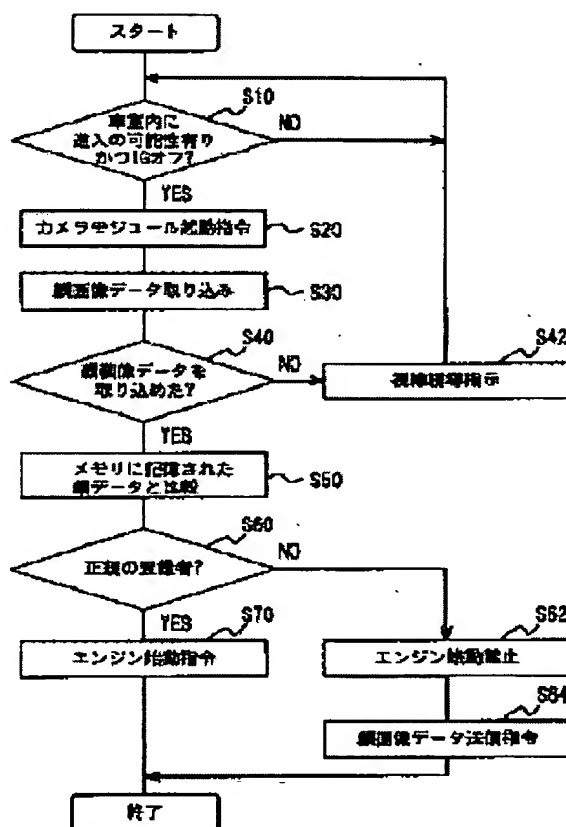 スタート
S10
車室内に
進入の可能性有り
かつIGオフ?
NO
YES
カメラモジュール起動指令
S20
顔画像データ取り込み
S30
S40
顔画像データを
取り込めた?
NO
S42
視線誘導指示
YES
メモリに記憶された
顔データと比較
S50
S60
正規の登録者?
NO
YES
S70
S62
エンジン始動指令
エンジン始動禁止
S64
顔画像データ送信指令
終了